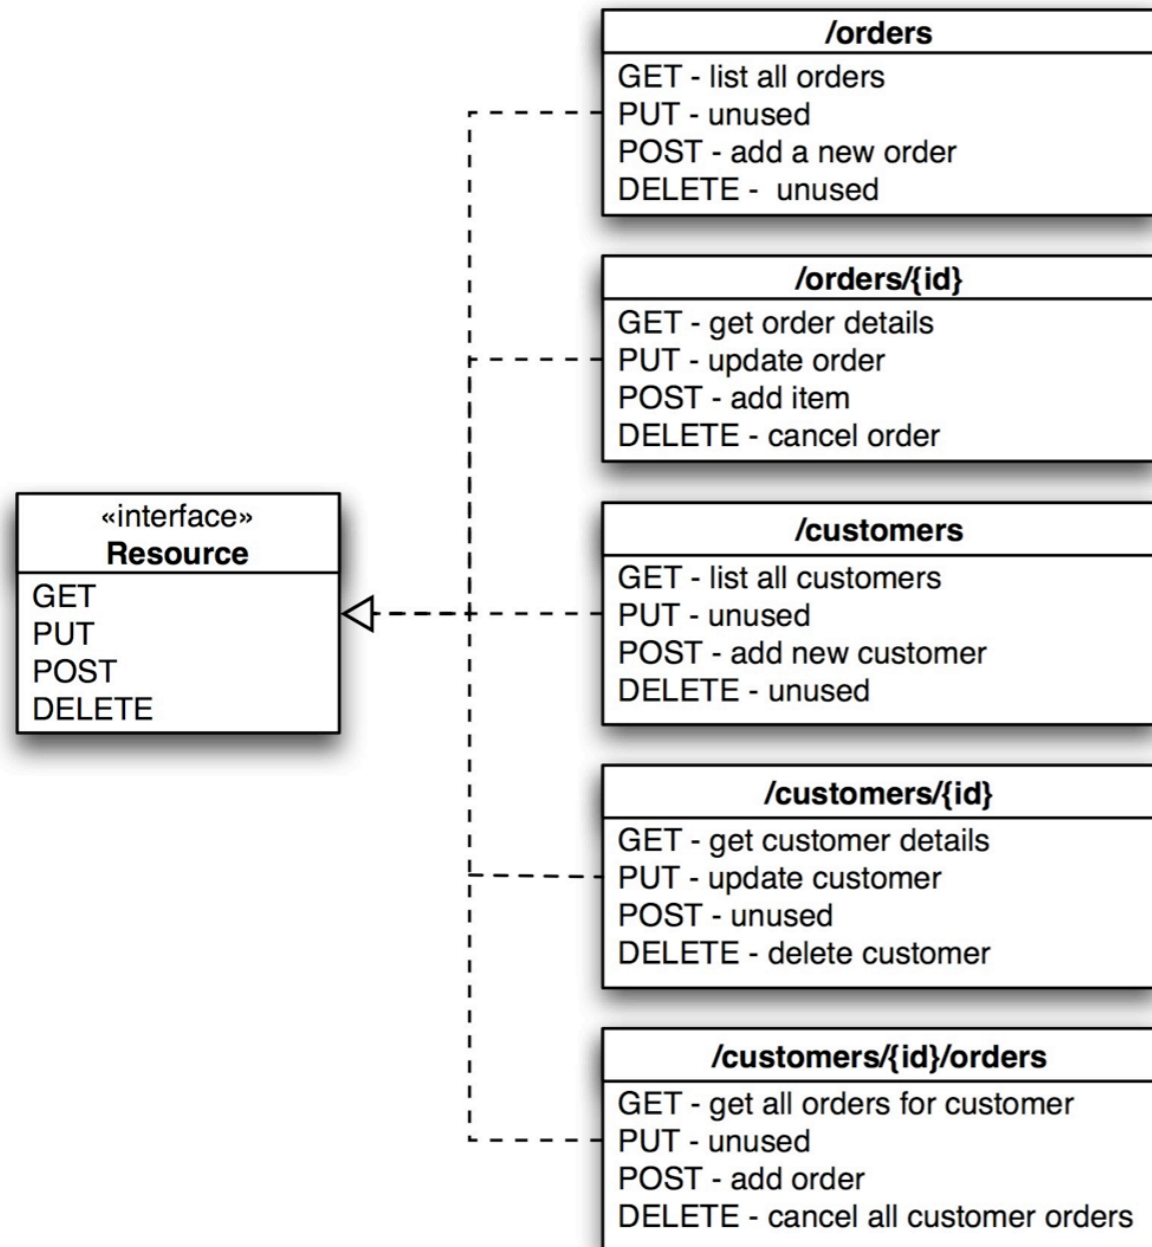 /orders
GET - list all orders
PUT - unused
POST - add a new order
DELETE -  unused
/orders/{id}
GET - get order details
PUT - update order
POST - add item
DELETE - cancel order
«interface»
Resource
GET
PUT
POST
DELETE
/customers
GET - list all customers
PUT - unused
POST - add new customer
DELETE - unused
/customers/{id}
GET - get customer details
PUT - update customer
POST - unused
DELETE - delete customer
/customers/{id}/orders
GET - get all orders for customer
PUT - unused
POST - add order
DELETE - cancel all customer orders